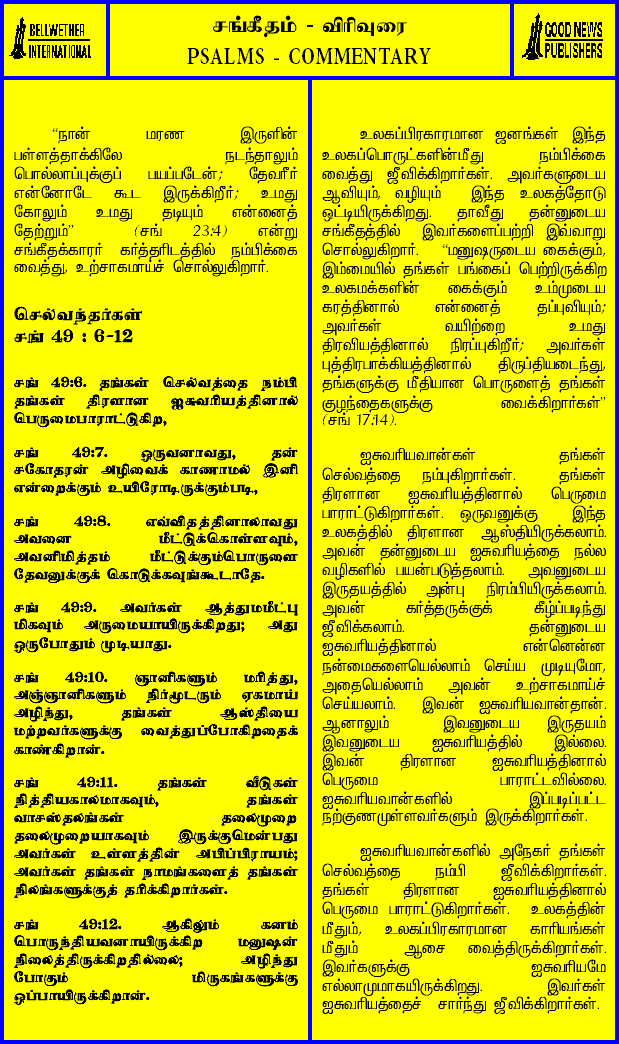 BELLWETHER
INTERNATIONAL
சங்கீதம் - விரிவுரை
PSALMS - COMMENTARY
GOOD NEWS
PUBLISHERS
“நான் மரண இருளின்
பள்ளத்தாக்கிலே நடந்தாலும்
பொல்லாப்புக்குப் பயப்படேன்; தேவரீர்
என்னோடே கூட இருக்கிறீர்; உமது
கோலும் உமது தடியும் என்னைத்
தேற்றும்” (சங் 23:4) என்று
சங்கீதக்காரர் கர்த்தரிடத்தில் நம்பிக்கை
வைத்து, உற்சாகமாய்ச் சொல்லுகிறார்.
செல்வந்தர்கள்
சங் 49 : 6-12
சங் 49:6. தங்கள் செல்வத்தை நம்பி
தங்கள் திரளான ஐசுவரியத்தினால்
பெருமைபாராட்டுகிற,
சங் 49:7. ஒருவனாவது, தன்
சகோதரன் அழிவைக் காணாமல் இனி
என்றைக்கும் உயிரோடிருக்கும்படி,
சங் 49:8. எவ்விதத்தினாலாவது
அவனை மீட்டுக்கொள்ளவும்,
அவனிமித்தம் மீட்கும்பொருளை
தேவனுக்குக் கொடுக்கவுங்கூடாதே.
சங் 49:9. அவர்கள் ஆத்துமமீட்பு
மிகவும் அருமையாயிருக்கிறது; அது
ஒருபோதும் முடியாது.
சங் 49:10. ஞானிகளும் மரித்து,
அஞ்ஞானிகளும் நிர்மூடரும் ஏகமாய்
அழிந்து, தங்கள் ஆஸ்தியை
மற்றவர்களுக்கு வைத்துப்போகிறதைக்
காண்கிறான்.
சங் 49:11. தங்கள் வீடுகள்
நித்தியகாலமாகவும், தங்கள்
வாசஸ்தலங்கள் தலைமுறை
தலைமுறையாகவும் இருக்குமென்பது
அவர்கள் உள்ளத்தின் அபிப்பிராயம்;
அவர்கள் தங்கள் நாமங்களைத் தங்கள்
நிலங்களுக்குத் தரிக்கிறார்கள்.
சங் 49:12. ஆகிலும் கனம்
பொருந்தியவனாயிருக்கிற மனுஷன்
நிலைத்திருக்கிறதில்லை; அழிந்து
போகும் மிருகங்களுக்கு
ஒப்பாயிருக்கிறான்.
உலகப்பிரகாரமான ஜனங்கள் இந்த
உலகப்பொருட்களின்மீது நம்பிக்கை
வைத்து ஜீவிக்கிறார்கள். அவர்களுடைய
ஆவியும், வழியும் இந்த உலகத்தோடு
ஒட்டியிருக்கிறது. தாவீது தன்னுடைய
சங்கீதத்தில் இவர்களைப்பற்றி இவ்வாறு
சொல்லுகிறார். “மனுஷருடைய கைக்கும்,
இம்மையில் தங்கள் பங்கைப் பெற்றிருக்கிற
உலகமக்களின் கைக்கும் உம்முடைய
கரத்தினால் என்னைத் தப்புவியும்;
அவர்கள் வயிற்றை உமது
திரவியத்தினால் நிரப்புகிறீர்; அவர்கள்
புத்திரபாக்கியத்தினால் திருப்தியடைந்து,
தங்களுக்கு மீதியான பொருளைத் தங்கள்
குழந்தைகளுக்கு வைக்கிறார்கள்”
(சங் 17:14).
ஐசுவரியவான்கள் தங்கள்
செல்வத்தை நம்புகிறார்கள். தங்கள்
திரளான ஐசுவரியத்தினால் பெருமை
பாராட்டுகிறார்கள். ஒருவனுக்கு இந்த
உலகத்தில் திரளான ஆஸ்தியிருக்கலாம்.
அவன் தன்னுடைய ஐசுவரியத்தை நல்ல
வழிகளில் பயன்படுத்தலாம். அவனுடைய
இருதயத்தில் அன்பு நிரம்பியிருக்கலாம்.
அவன் கர்த்தருக்குக் கீழ்ப்படிந்து
ஜீவிக்கலாம். தன்னுடைய
ஐசுவரியத்தினால் என்னென்ன
நன்மைகளையெல்லாம் செய்ய முடியுமோ,
அதையெல்லாம் அவன் உற்சாகமாய்ச்
செய்யலாம். இவன் ஐசுவரியவான்தான்.
ஆனாலும் இவனுடைய இருதயம்
இவனுடைய ஐசுவரியத்தில் இல்லை.
இவன் திரளான ஐசுவரியத்தினால்
பெருமை பாராட்டவில்லை.
ஐசுவரியவான்களில் இப்படிப்பட்ட
நற்குணமுள்ளவர்களும் இருக்கிறார்கள்.
ஐசுவரியவான்களில் அநேகர் தங்கள்
செல்வத்தை நம்பி ஜீவிக்கிறார்கள்.
தங்கள் திரளான ஐசுவரியத்தினால்
பெருமை பாராட்டுகிறார்கள். உலகத்தின்
மீதும், உலகப்பிரகாரமான காரியங்கள்
மீதும் ஆசை வைத்திருக்கிறார்கள்.
இவர்களுக்கு ஐசுவரியமே
எல்லாமுமாகயிருக்கிறது. இவர்கள்
ஐசுவரியத்தைச் சார்ந்து ஜீவிக்கிறார்கள்.